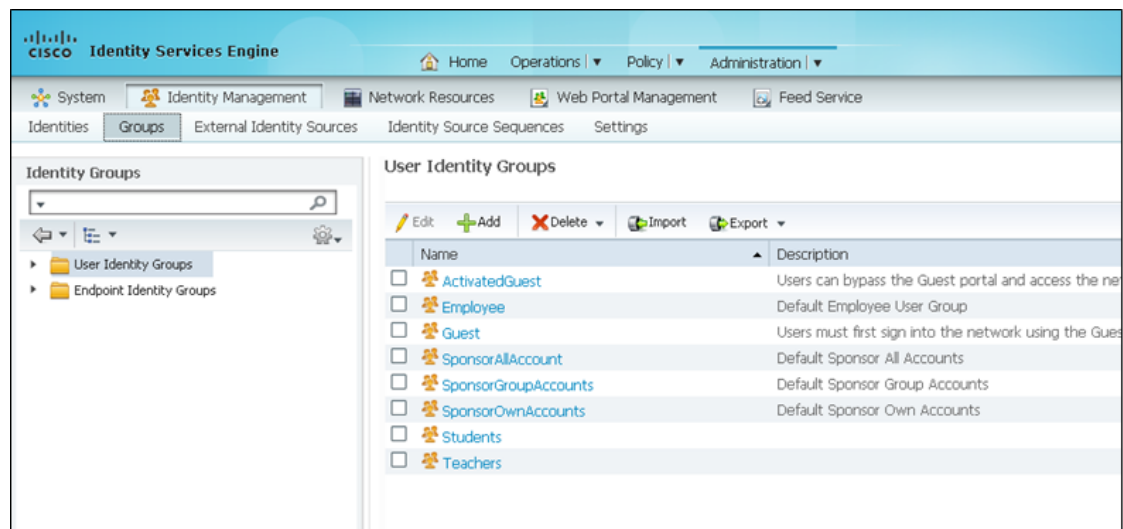 CISCO Identity Services Engine
Home Operations | ▼ Policy | ▼ Administration | ▼
System Identity Management Network Resources Web Portal Management Feed Service
Identities Groups External Identity Sources Identity Source Sequences Settings
Identity Groups
User Identity Groups
Endpoint Identity Groups
User Identity Groups
Edit Add Delete Import Export
Name Description
ActivatedGuest Users can bypass the Guest portal and access the ne
Employee Default Employee User Group
Guest Users must first sign into the network using the Gues
SponsorAllAccount Default Sponsor All Accounts
SponsorGroupAccounts Default Sponsor Group Accounts
SponsorOwnAccounts Default Sponsor Own Accounts
Students
Teachers